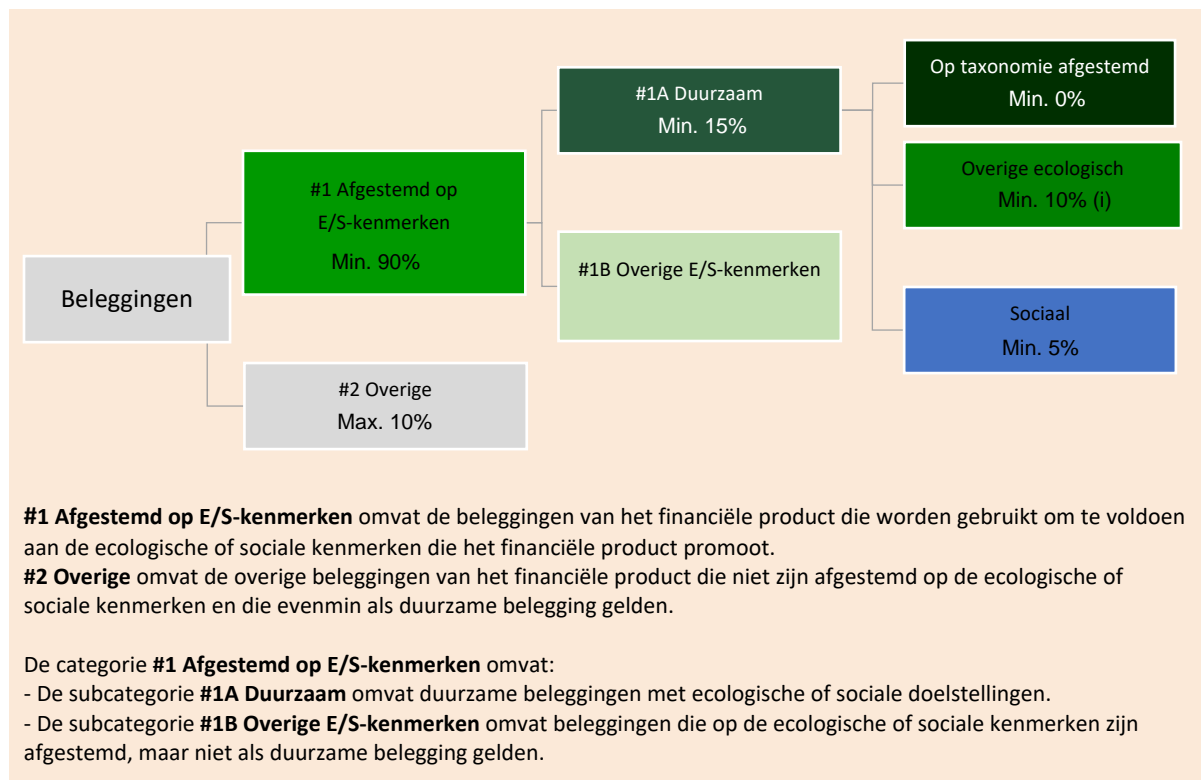 Beleggingen
#1 Afgestemd op
E/S-kenmerken
Min. 90%
#2 Overige
Max. 10%
#1A Duurzaam
Min. 15%
#1B Overige E/S-kenmerken
Op taxonomie afgestemd
Min. 0%
Overige ecologisch
Min. 10% (i)
Sociaal
Min. 5%
#1 Afgestemd op E/S-kenmerken omvat de beleggingen van het financiële product die worden gebruikt om te voldoen
aan de ecologische of sociale kenmerken die het financiële product promoot.
#2 Overige omvat de overige beleggingen van het financiële product die niet zijn afgestemd op de ecologische of
sociale kenmerken en die evenmin als duurzame belegging gelden.
De categorie #1 Afgestemd op E/S-kenmerken omvat:
- De subcategorie #1A Duurzaam omvat duurzame beleggingen met ecologische of sociale doelstellingen.
- De subcategorie #1B Overige E/S-kenmerken omvat beleggingen die op de ecologische of sociale kenmerken zijn
afgestemd, maar niet als duurzame belegging gelden.